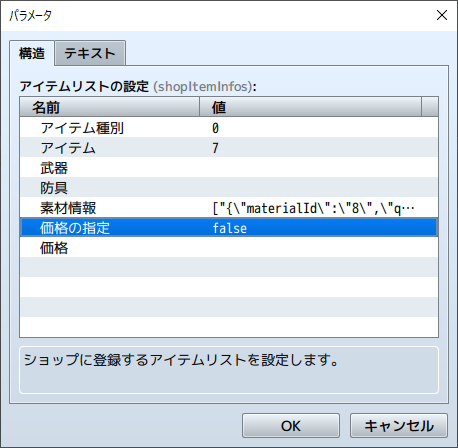 パラメータ
構造 テキスト
アイテムリストの設定 (shopItemInfos):
名前 値
アイテム種別 0
アイテム 7
武器
防具
素材情報 ["{\"materialId\":\"8\",\"q…
価格の指定 false
価格
ショップに登録するアイテムリストを設定します。
OK キャンセル